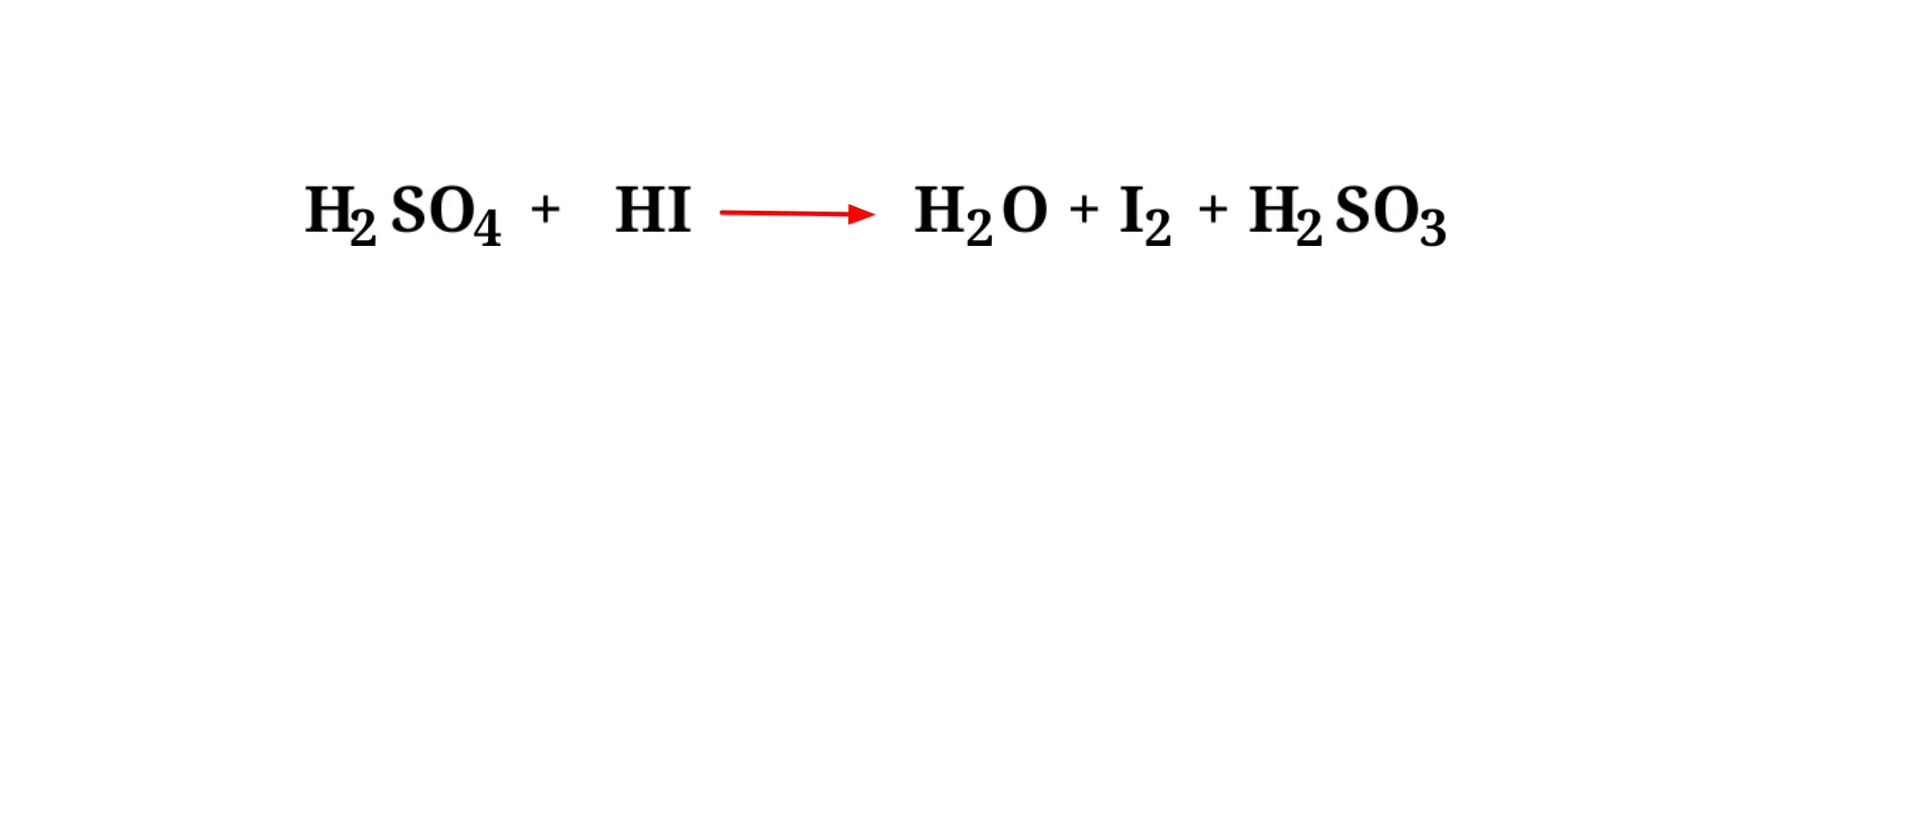 H₂SO₄ + HI ⟶ H₂O + I₂ + H₂SO₃